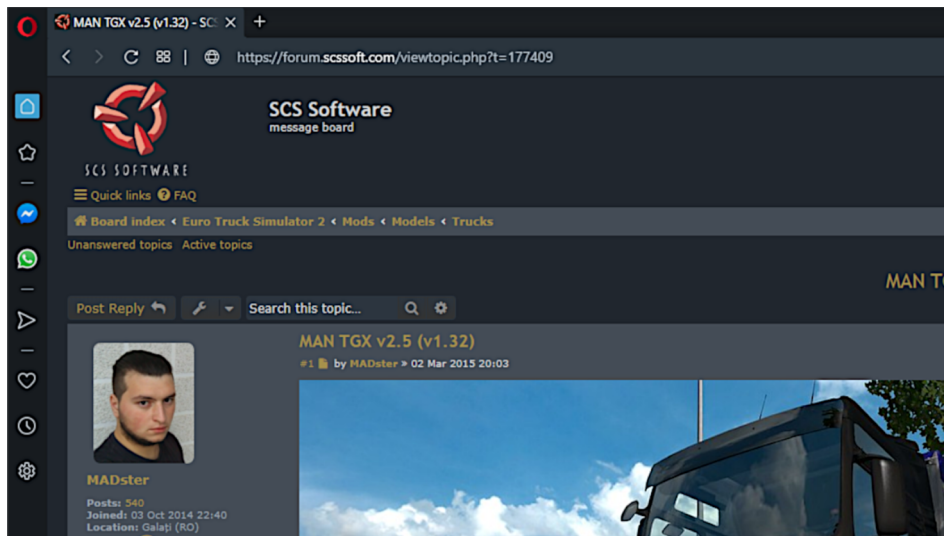 MAN TGX v2.5 (v1.32) - SC
https://forum.scssoft.com/viewtopic.php?t=177409
SCS Software
message board
SCS SOFTWARE
Quick links FAQ
Board index ‹ Euro Truck Simulator 2 ‹ Mods ‹ Models ‹ Trucks
Unanswered topics Active topics
MAN T
Post Reply Search this topic...
MAN TGX v2.5 (v1.32)
#1 by MADster » 02 Mar 2015 20:03
MADster
Posts: 540
Joined: 03 Oct 2014 22:40
Location: Galați (RO)